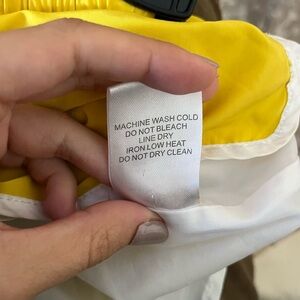 MACHINE WASH COLD
DO NOT BLEACH
LINE DRY
IRON LOW HEAT
DO NOT DRY CLEAN